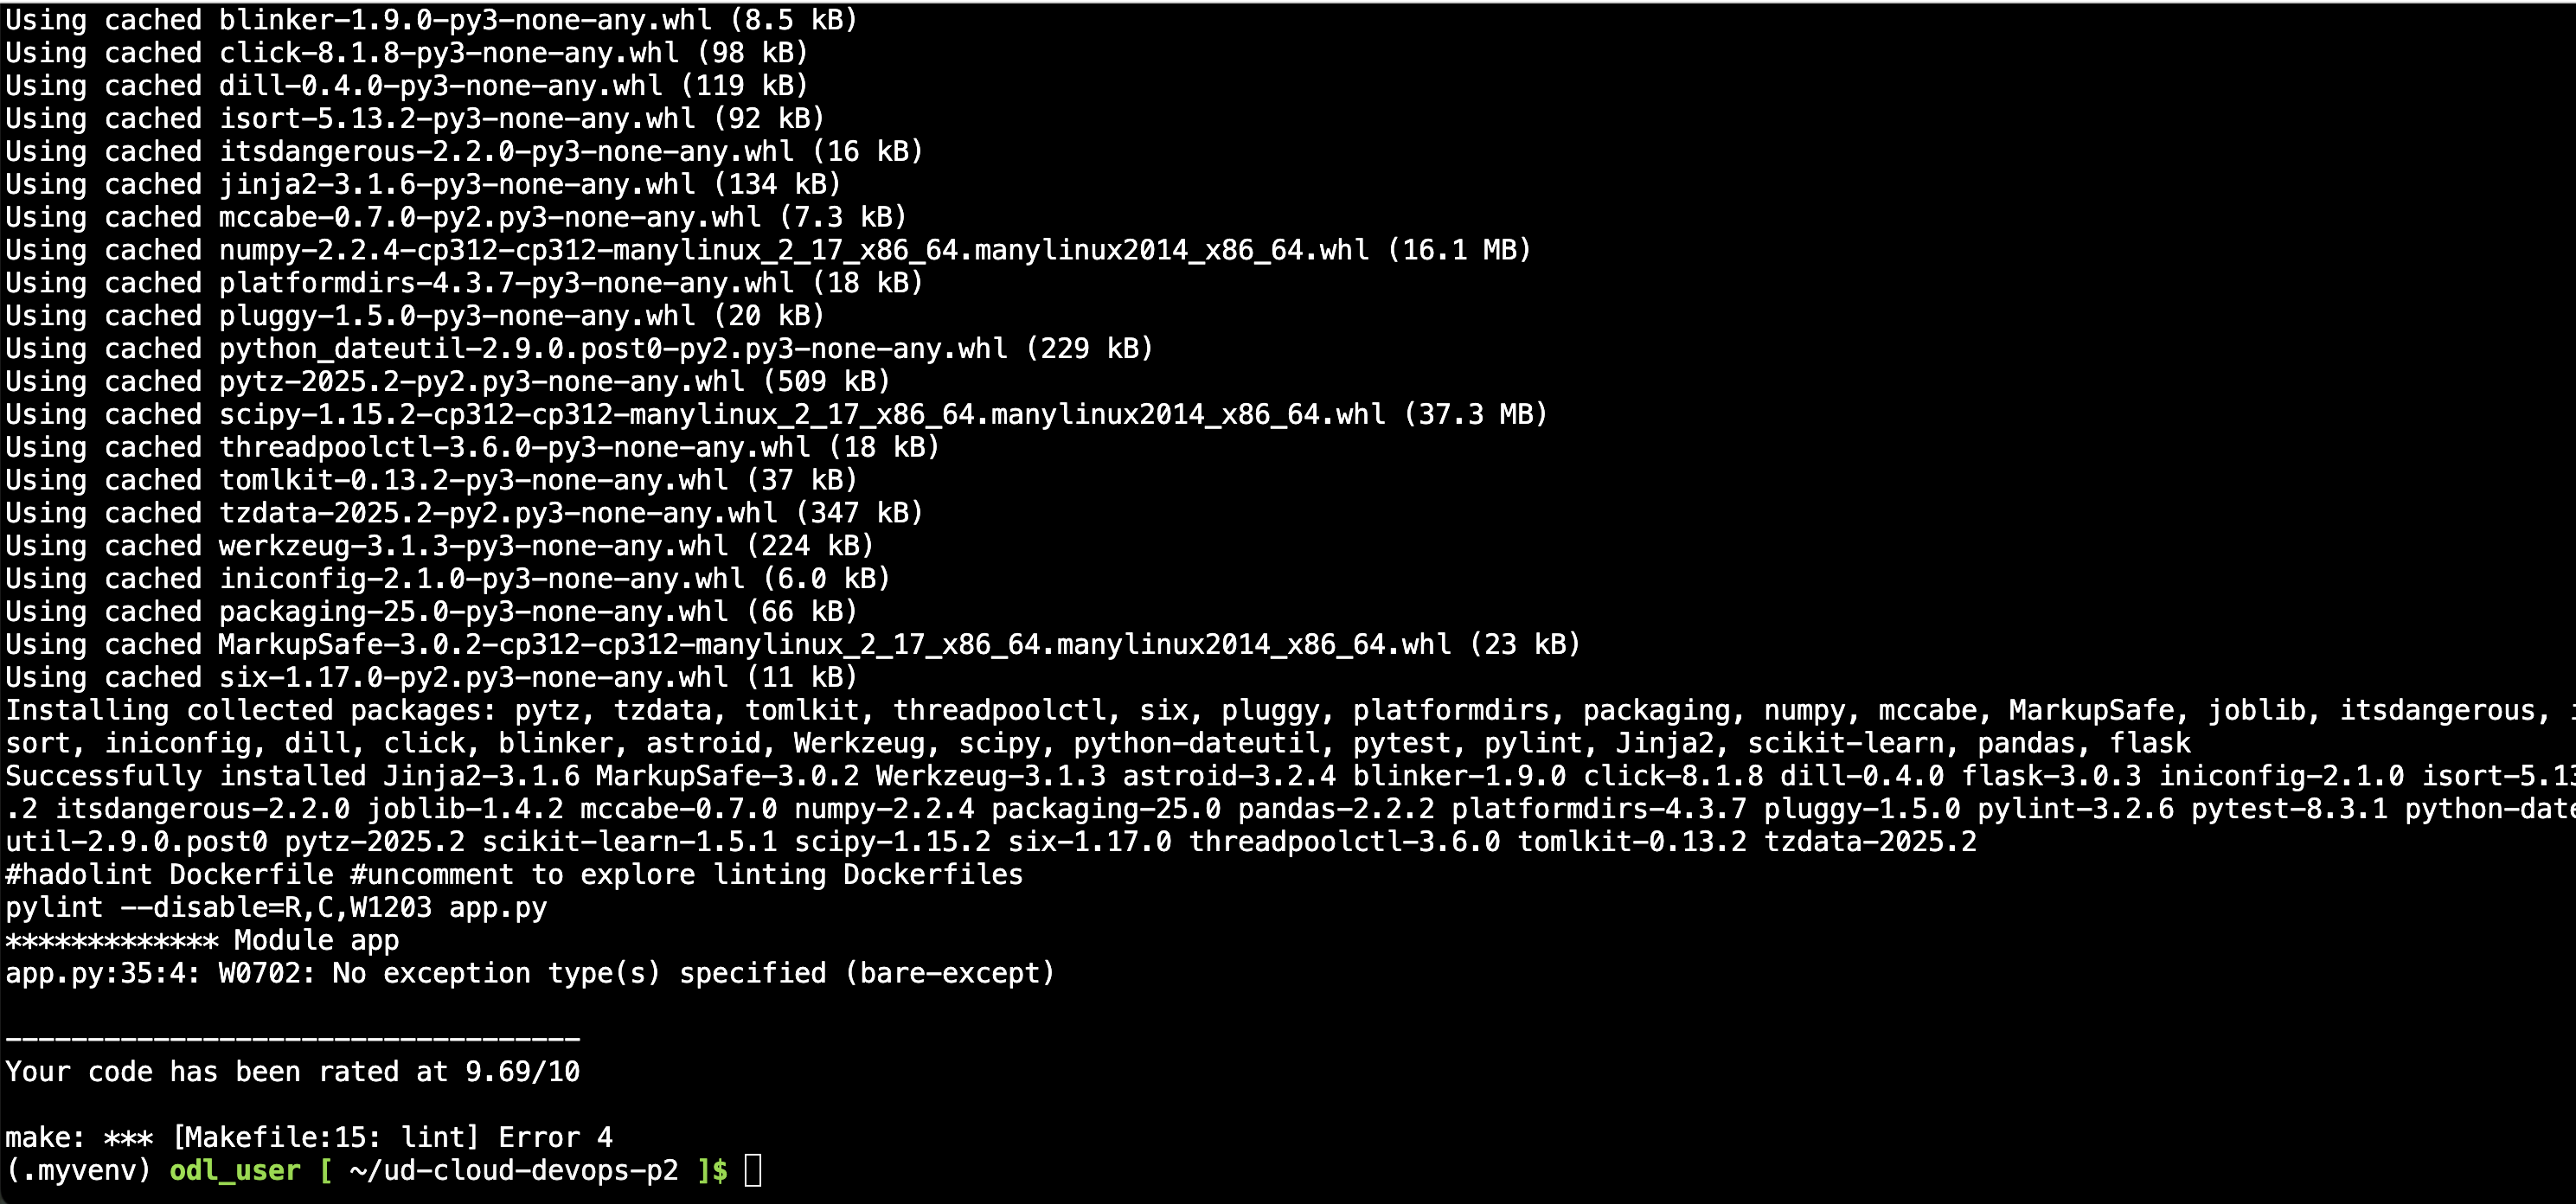 Using cached blinker-1.9.0-py3-none-any.whl (8.5 kB)
Using cached click-8.1.8-py3-none-any.whl (98 kB)
Using cached dill-0.4.0-py3-none-any.whl (119 kB)
Using cached isort-5.13.2-py3-none-any.whl (92 kB)
Using cached itsdangerous-2.2.0-py3-none-any.whl (16 kB)
Using cached jinja2-3.1.6-py3-none-any.whl (134 kB)
Using cached mccabe-0.7.0-py2.py3-none-any.whl (7.3 kB)
Using cached numpy-2.2.4-cp312-cp312-manylinux_2_17_x86_64.manylinux2014_x86_64.whl (16.1 MB)
Using cached platformdirs-4.3.7-py3-none-any.whl (18 kB)
Using cached pluggy-1.5.0-py3-none-any.whl (20 kB)
Using cached python_dateutil-2.9.0.post0-py2.py3-none-any.whl (229 kB)
Using cached pytz-2025.2-py2.py3-none-any.whl (509 kB)
Using cached scipy-1.15.2-cp312-cp312-manylinux_2_17_x86_64.manylinux2014_x86_64.whl (37.3 MB)
Using cached threadpoolctl-3.6.0-py3-none-any.whl (18 kB)
Using cached tomlkit-0.13.2-py3-none-any.whl (37 kB)
Using cached tzdata-2025.2-py2.py3-none-any.whl (347 kB)
Using cached werkzeug-3.1.3-py3-none-any.whl (224 kB)
Using cached iniconfig-2.1.0-py3-none-any.whl (6.0 kB)
Using cached packaging-25.0-py3-none-any.whl (66 kB)
Using cached MarkupSafe-3.0.2-cp312-cp312-manylinux_2_17_x86_64.manylinux2014_x86_64.whl (23 kB)
Using cached six-1.17.0-py2.py3-none-any.whl (11 kB)
Installing collected packages: pytz, tzdata, tomlkit, threadpoolctl, six, pluggy, platformdirs, packaging, numpy, mccabe, MarkupSafe, joblib, itsdangerous, i
sort, iniconfig, dill, click, blinker, astroid, Werkzeug, scipy, python-dateutil, pytest, pylint, Jinja2, scikit-learn, pandas, flask
Successfully installed Jinja2-3.1.6 MarkupSafe-3.0.2 Werkzeug-3.1.3 astroid-3.2.4 blinker-1.9.0 click-8.1.8 dill-0.4.0 flask-3.0.3 iniconfig-2.1.0 isort-5.13
.2 itsdangerous-2.2.0 joblib-1.4.2 mccabe-0.7.0 numpy-2.2.4 packaging-25.0 pandas-2.2.2 platformdirs-4.3.7 pluggy-1.5.0 pylint-3.2.6 pytest-8.3.1 python-date
util-2.9.0.post0 pytz-2025.2 scikit-learn-1.5.1 scipy-1.15.2 six-1.17.0 threadpoolctl-3.6.0 tomlkit-0.13.2 tzdata-2025.2
#hadolint Dockerfile #uncomment to explore linting Dockerfiles
pylint --disable=R,C,W1203 app.py
************* Module app
app.py:35:4: W0702: No exception type(s) specified (bare-except)
-----------------------------------
Your code has been rated at 9.69/10
make: *** [Makefile:15: lint] Error 4
(.myvenv) odl_user [ ~/ud-cloud-devops-p2 ]$